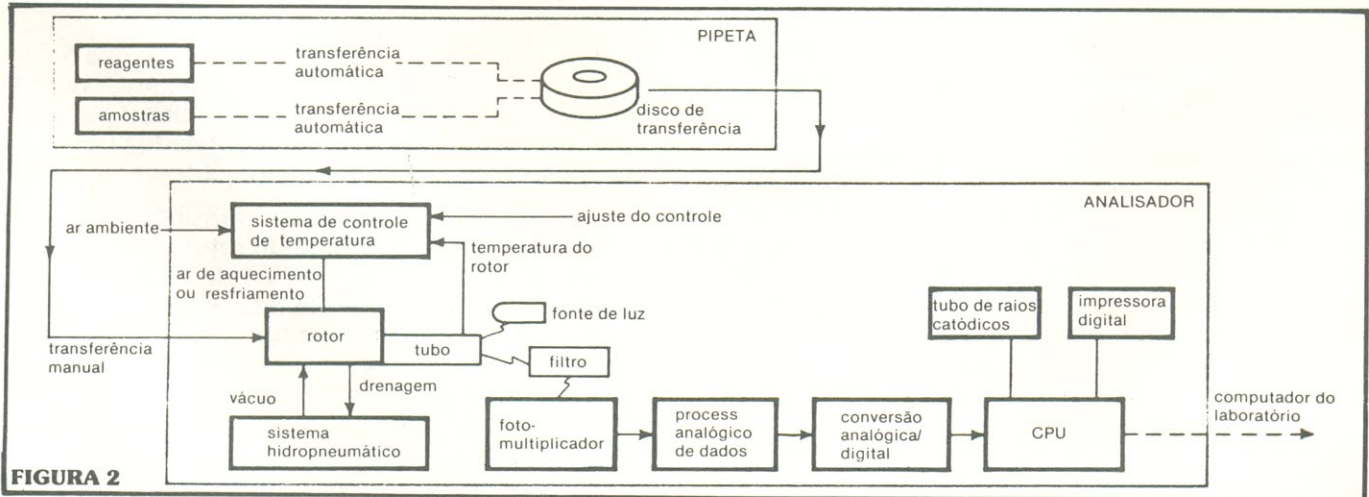 PIPETA
reagentes
transferência
automática
amostras
transferência
automática
disco de
transferência
ANALISADOR
ar ambiente
sistema de controle
de temperatura
ajuste do controle
temperatura do
rotor
ar de aquecimento
ou resfriamento
fonte de luz
tubo de raios
catódicos
impressora
digital
rotor
tubo
filtro
transferência
manual
vácuo
drenagem
sistema
hidropneumático
foto-
multiplicador
process
analógico
de dados
conversão
analógica/
digital
CPU
computador do
laboratório
FIGURA 2